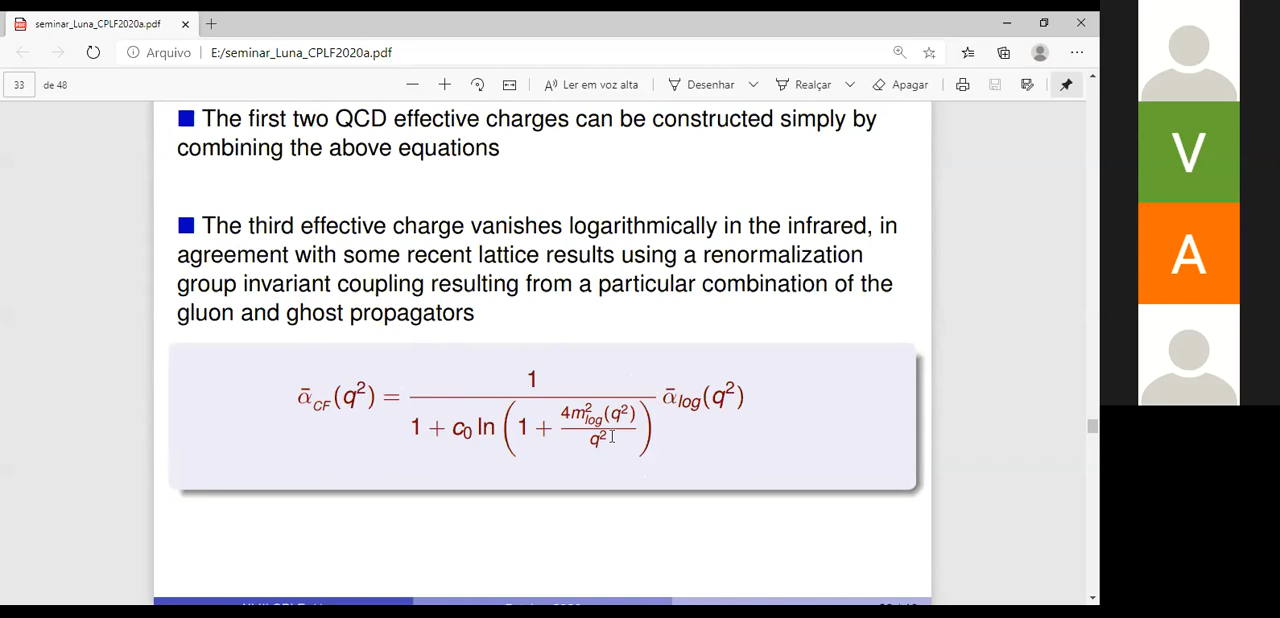 seminar_Luna_CPLF2020a.pdf
Arquivo
E:/seminar_Luna_CPLF2020a.pdf
33 de 48
Ler em voz alta
Desenhar
Realçar
Apagar
The first two QCD effective charges can be constructed simply by
combining the above equations
The third effective charge vanishes logarithmically in the infrared, in
agreement with some recent lattice results using a renormalization
group invariant coupling resulting from a particular combination of the
gluon and ghost propagators
ᾱ_CF(q²) = 1 / (1 + c₀ ln(1 + 4m²_log(q²) / q²)) ᾱ_log(q²)
V
A